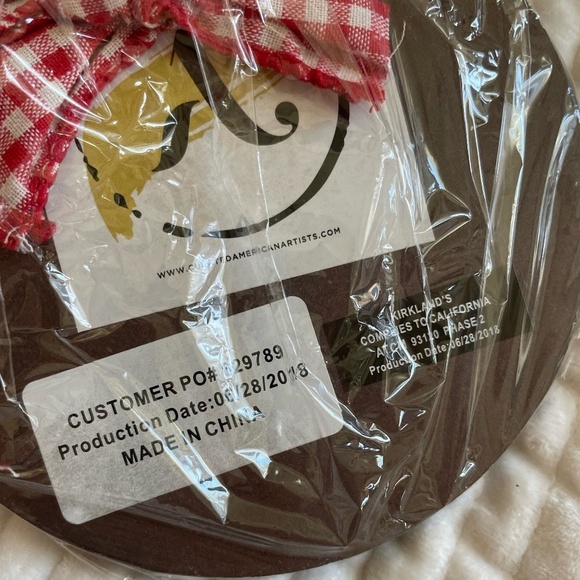 KIRKLAND'S
COMPLIES TO CALIFORNIA
93120 PHASE 2
Production Date:06/28/2018
CUSTOMER PO# 29789
Production Date:06/28/2018
MADE IN CHINA